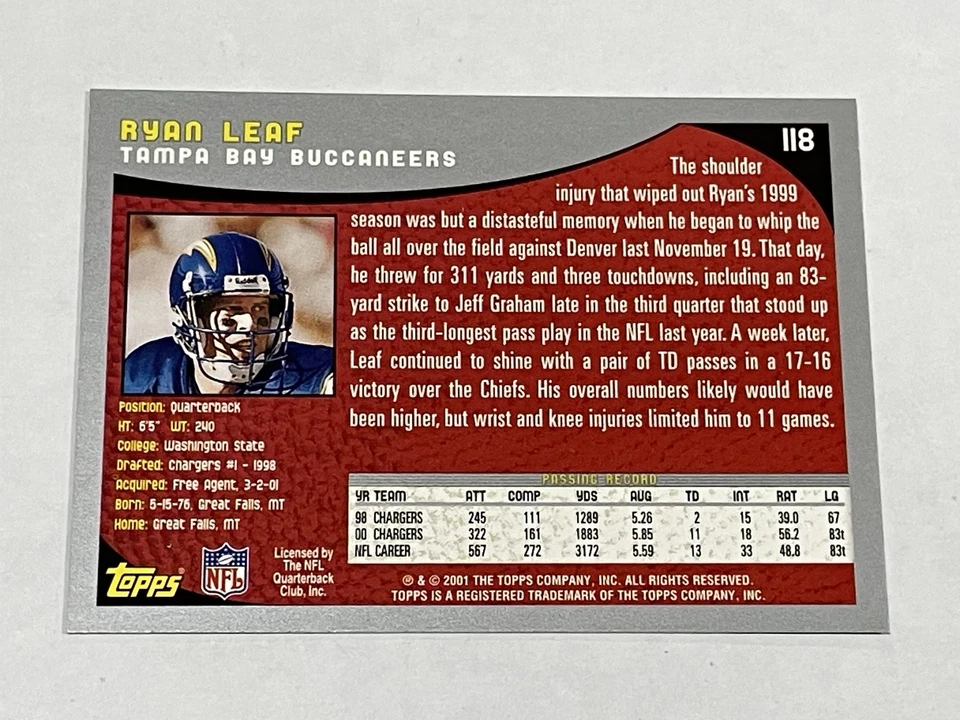 RYAN LEAF
TAMPA BAY BUCCANEERS
118
The shoulder
injury that wiped out Ryan's 1999
season was but a distasteful memory when he began to whip the
ball all over the field against Denver last November 19. That day,
he threw for 311 yards and three touchdowns, including an 83-
yard strike to Jeff Graham late in the third quarter that stood up
as the third-longest pass play in the NFL last year. A week later,
Leaf continued to shine with a pair of TD passes in a 17-16
victory over the Chiefs. His overall numbers likely would have
been higher, but wrist and knee injuries limited him to 11 games.
Riddell
Position: Quarterback
HT: 6'5" WT: 240
College: Washington State
Drafted: Chargers #1 - 1998
Acquired: Free Agent, 3-2-01
Born: 5-15-76, Great Falls, MT
Home: Great Falls, MT
PASSING RECORD
YR TEAM ATT COMP YDS AVG TD INT RAT LG
98 CHARGERS 245 111 1289 5.26 2 15 39.0 67
00 CHARGERS 322 161 1883 5.85 11 18 56.2 83t
NFL CAREER 567 272 3172 5.59 13 33 48.8 83t
Topps®
NFL
Licensed by
The NFL
Quarterback
Club, Inc.
® & © 2001 THE TOPPS COMPANY, INC. ALL RIGHTS RESERVED.
TOPPS IS A REGISTERED TRADEMARK OF THE TOPPS COMPANY, INC.